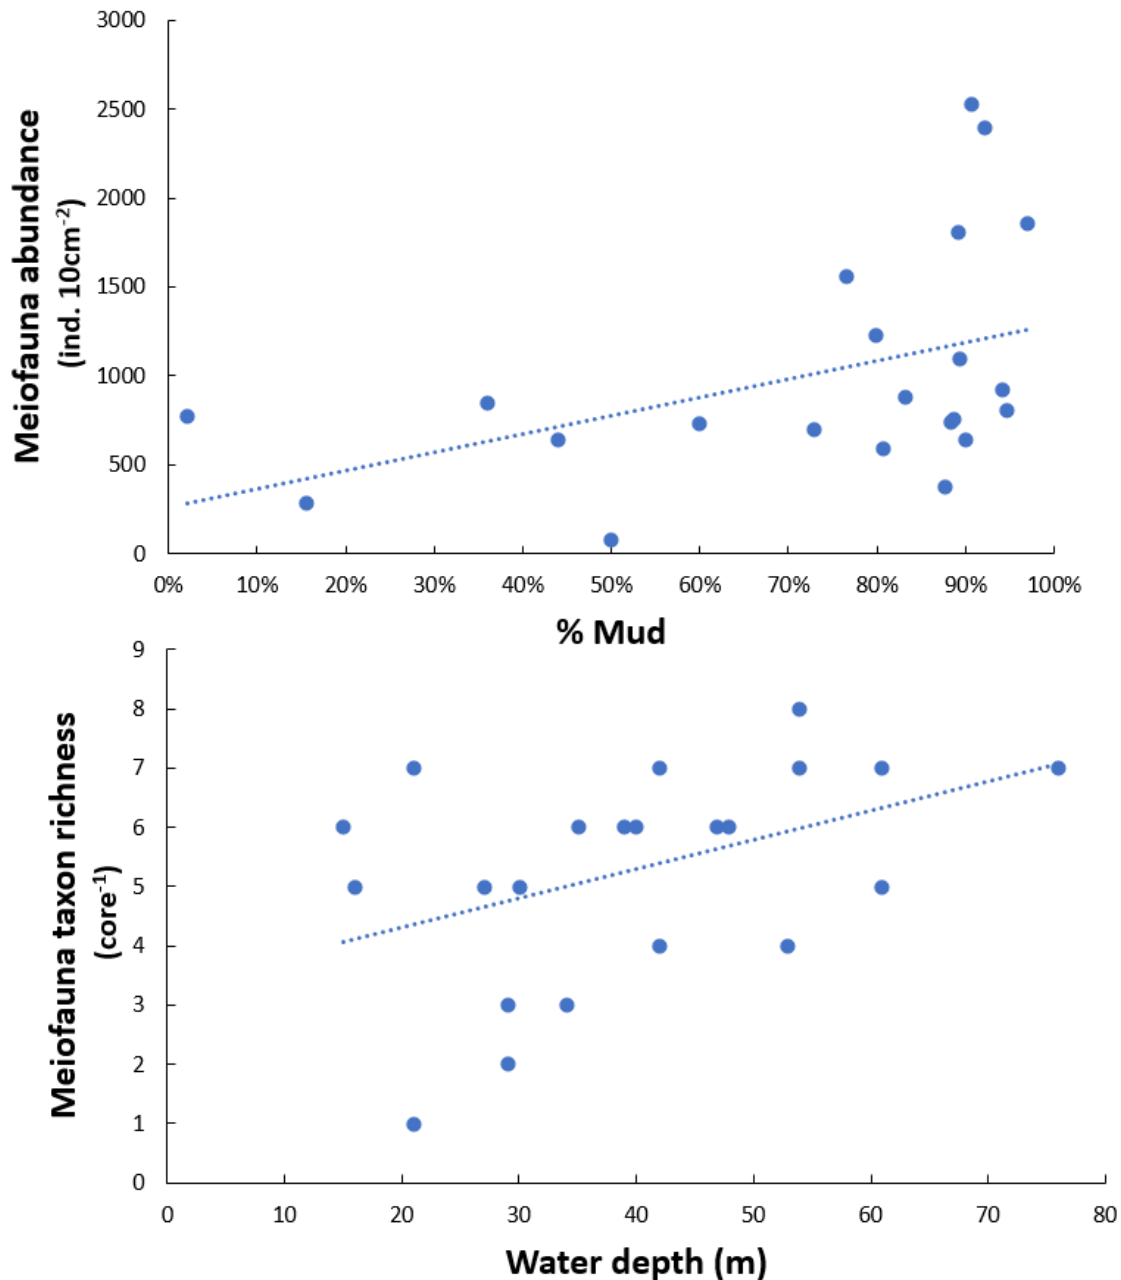 Meiofauna abundance
(ind. 10cm⁻²)
3000
2500
2000
1500
1000
500
0
0% 10% 20% 30% 40% 50% 60% 70% 80% 90% 100%
% Mud
Meiofauna taxon richness
(core⁻¹)
9
8
7
6
5
4
3
2
1
0
0 10 20 30 40 50 60 70 80
Water depth (m)